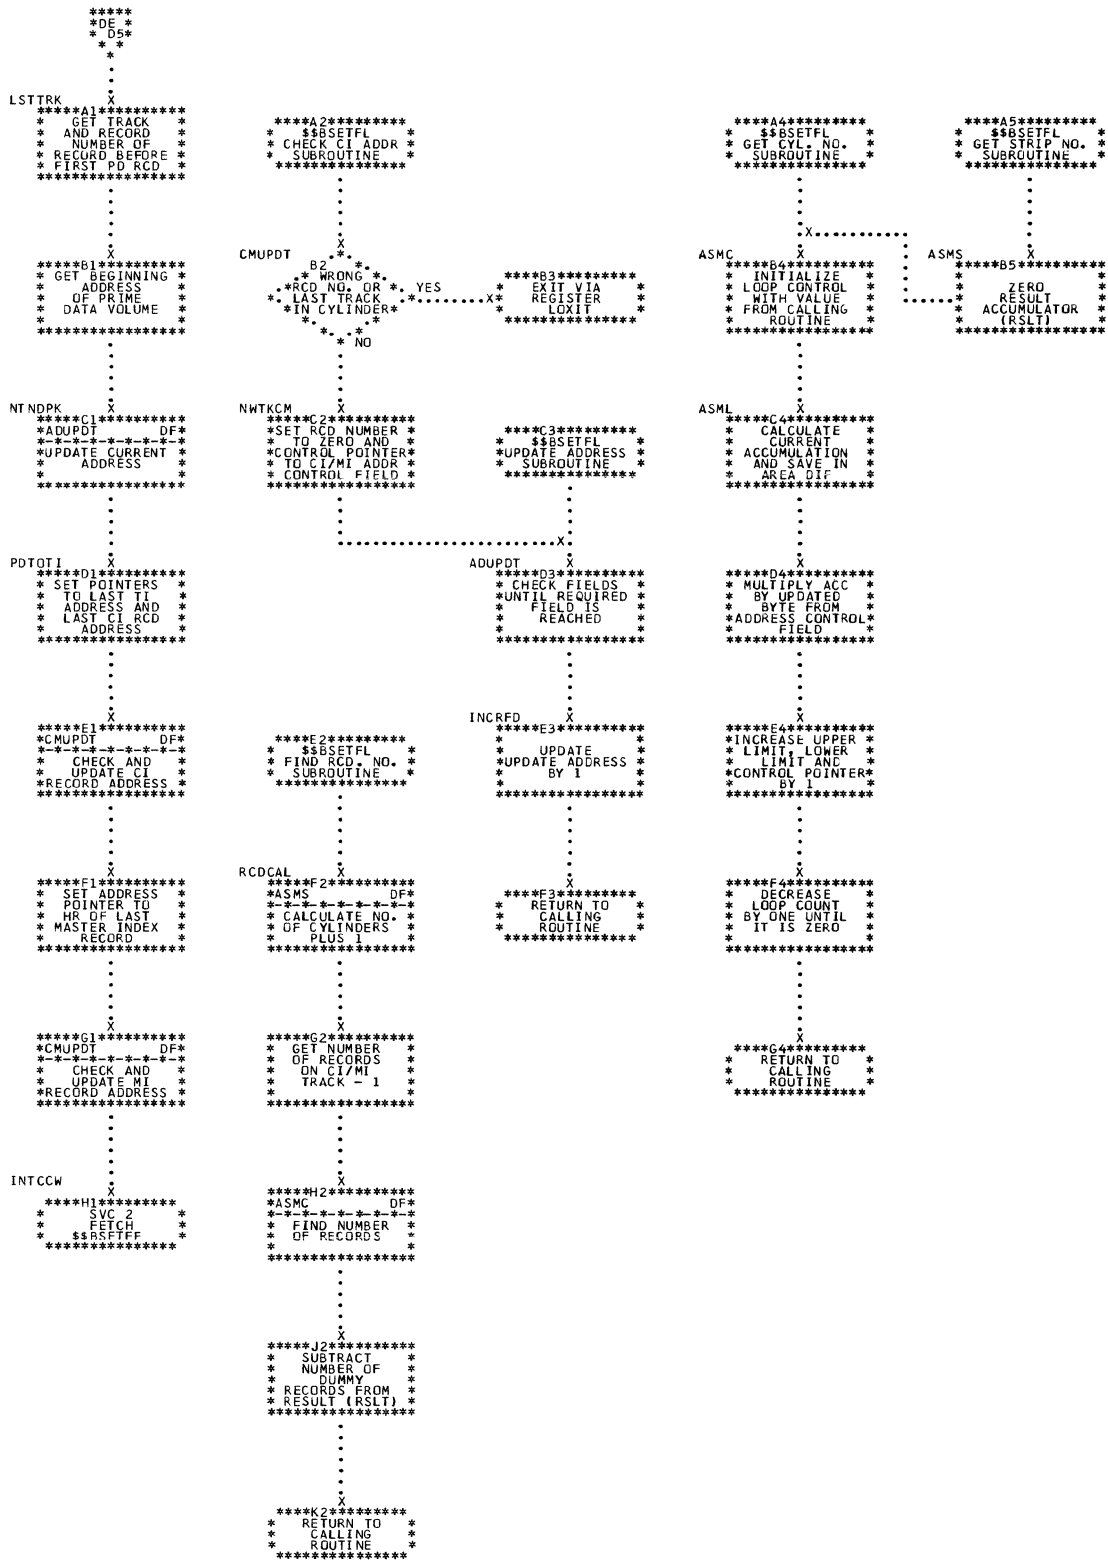 DE
D5
LSTTRK
A1
GET TRACK
AND RECORD
NUMBER OF
RECORD BEFORE
FIRST PD RCD
B1
GET BEGINNING
ADDRESS
OF PRIME
DATA VOLUME
NTNDPK
C1
ADUPDT DF
UPDATE CURRENT
ADDRESS
PDTOTI
D1
SET POINTERS
TO LAST TI
ADDRESS AND
LAST CI RCD
ADDRESS
E1
CMUPDT DF
CHECK AND
UPDATE CI
RECORD ADDRESS
F1
SET ADDRESS
POINTER TO
HR OF LAST
MASTER INDEX
RECORD
G1
CMUPDT DF
CHECK AND
UPDATE MI
RECORD ADDRESS
INTCCW
H1
SVC 2
FETCH
$$BSETFF
A2
$$BSETFL
CHECK CI ADDR
SUBROUTINE
CMUPDT
B2
WRONG
RCD NO. OR
LAST TRACK
IN CYLINDER
YES
NO
B3
EXIT VIA
REGISTER
LOXIT
NWTKCM
C2
SET RCD NUMBER
TO ZERO AND
CONTROL POINTER
TO CI/MI ADDR
CONTROL FIELD
C3
$$BSETFL
UPDATE ADDRESS
SUBROUTINE
ADUPDT
D3
CHECK FIELDS
UNTIL REQUIRED
FIELD IS
REACHED
INCRFD
E3
UPDATE
UPDATE ADDRESS
BY 1
F3
RETURN TO
CALLING
ROUTINE
E2
$$BSETFL
FIND RCD. NO.
SUBROUTINE
RCDCAL
F2
ASMS DF
CALCULATE NO.
OF CYLINDERS
PLUS 1
G2
GET NUMBER
OF RECORDS
ON CI/MI
TRACK - 1
H2
ASMC DF
FIND NUMBER
OF RECORDS
J2
SUBTRACT
NUMBER OF
DUMMY
RECORDS FROM
RESULT (RSLT)
K2
RETURN TO
CALLING
ROUTINE
A4
$$BSETFL
GET CYL. NO.
SUBROUTINE
A5
$$BSETFL
GET STRIP NO.
SUBROUTINE
ASMC
B4
INITIALIZE
LOOP CONTROL
WITH VALUE
FROM CALLING
ROUTINE
ASMS
B5
ZERO
RESULT
ACCUMULATOR
(RSLT)
ASML
C4
CALCULATE
CURRENT
ACCUMULATION
AND SAVE IN
AREA DIF
D4
MULTIPLY ACC
BY UPDATED
BYTE FROM
ADDRESS CONTROL
FIELD
E4
INCREASE UPPER
LIMIT, LOWER
LIMIT AND
CONTROL POINTER
BY 1
F4
DECREASE
LOOP COUNT
BY ONE UNTIL
IT IS ZERO
G4
RETURN TO
CALLING
ROUTINE